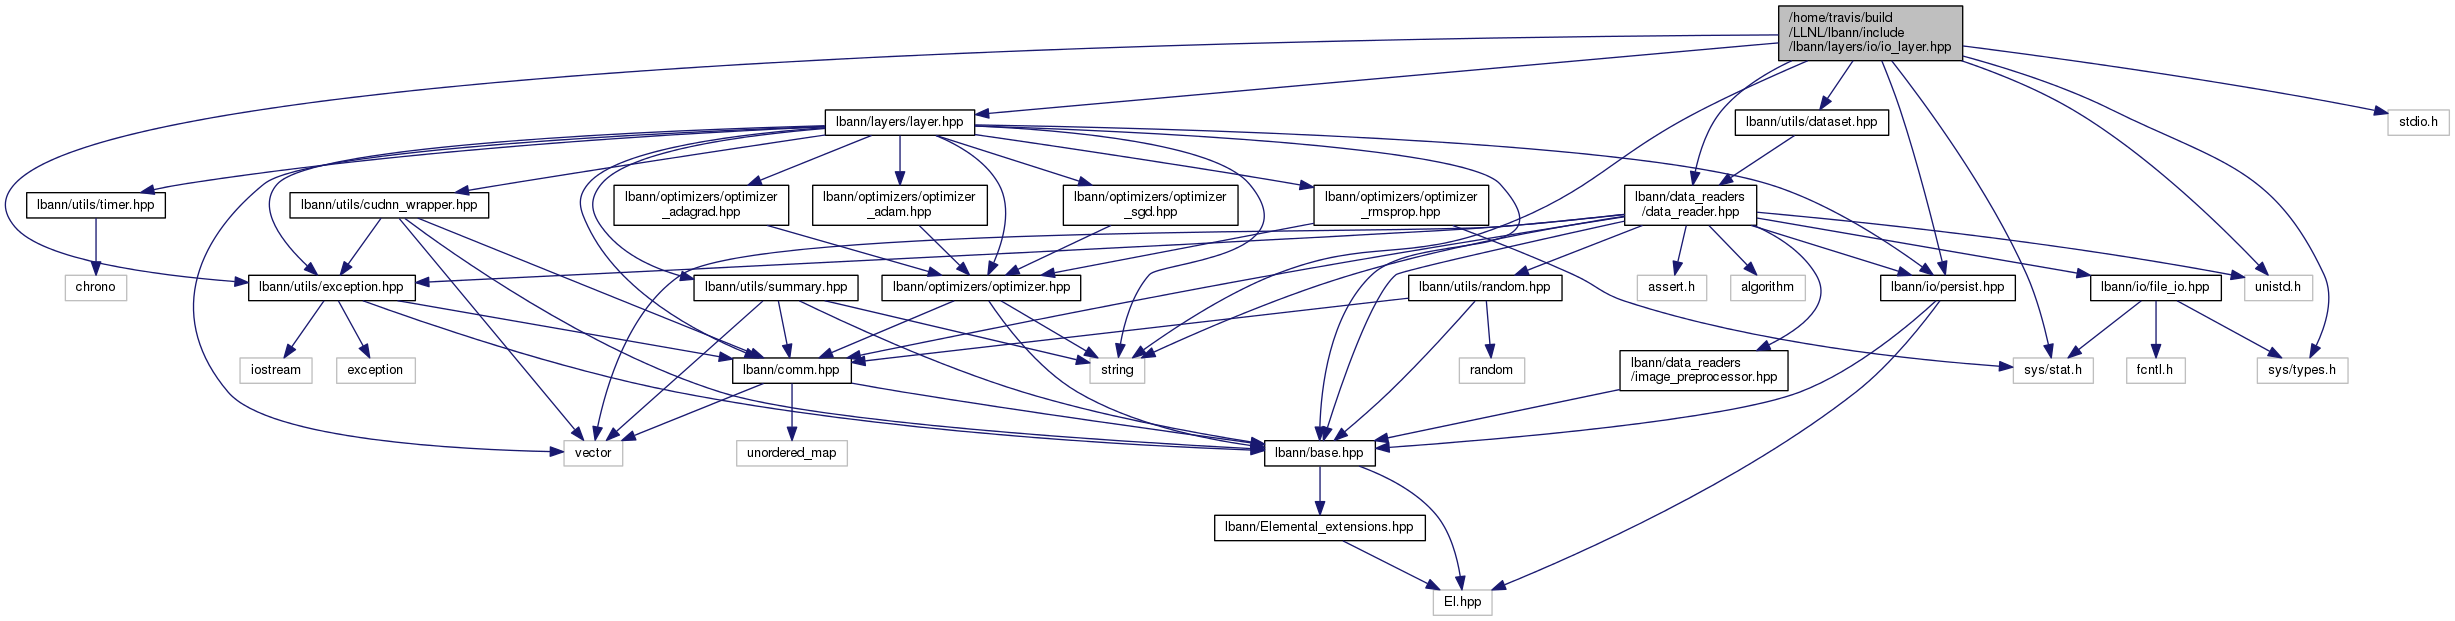 /home/travis/build
/LLNL/lbann/include
/lbann/layers/io/io_layer.hpp
lbann/layers/layer.hpp
lbann/utils/dataset.hpp
stdio.h
lbann/utils/timer.hpp
lbann/utils/cudnn_wrapper.hpp
lbann/optimizers/optimizer
_adagrad.hpp
lbann/optimizers/optimizer
_adam.hpp
lbann/optimizers/optimizer
_sgd.hpp
lbann/optimizers/optimizer
_rmsprop.hpp
lbann/data_readers
/data_reader.hpp
chrono
lbann/utils/exception.hpp
lbann/utils/summary.hpp
lbann/optimizers/optimizer.hpp
lbann/utils/random.hpp
assert.h
algorithm
lbann/io/persist.hpp
lbann/io/file_io.hpp
unistd.h
iostream
exception
lbann/comm.hpp
string
random
lbann/data_readers
/image_preprocessor.hpp
sys/stat.h
fcntl.h
sys/types.h
vector
unordered_map
lbann/base.hpp
lbann/Elemental_extensions.hpp
El.hpp